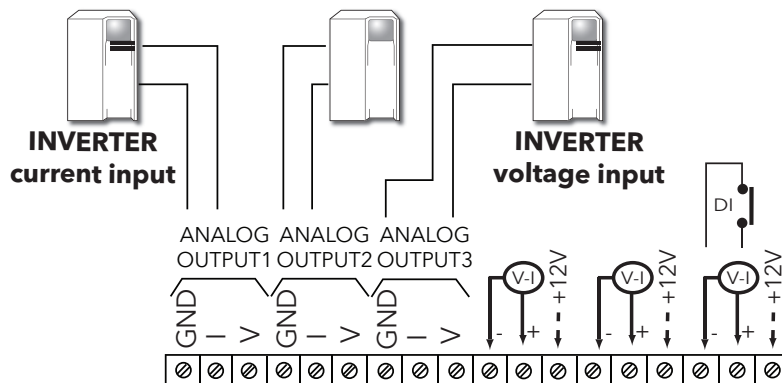 INVERTER
current input
INVERTER
voltage input
DI
ANALOG OUTPUT1
ANALOG OUTPUT2
ANALOG OUTPUT3
GND
I
V
GND
I
V
GND
I
V
V-I
- +
+12V
V-I
- +
+12V
V-I
- +
+12V